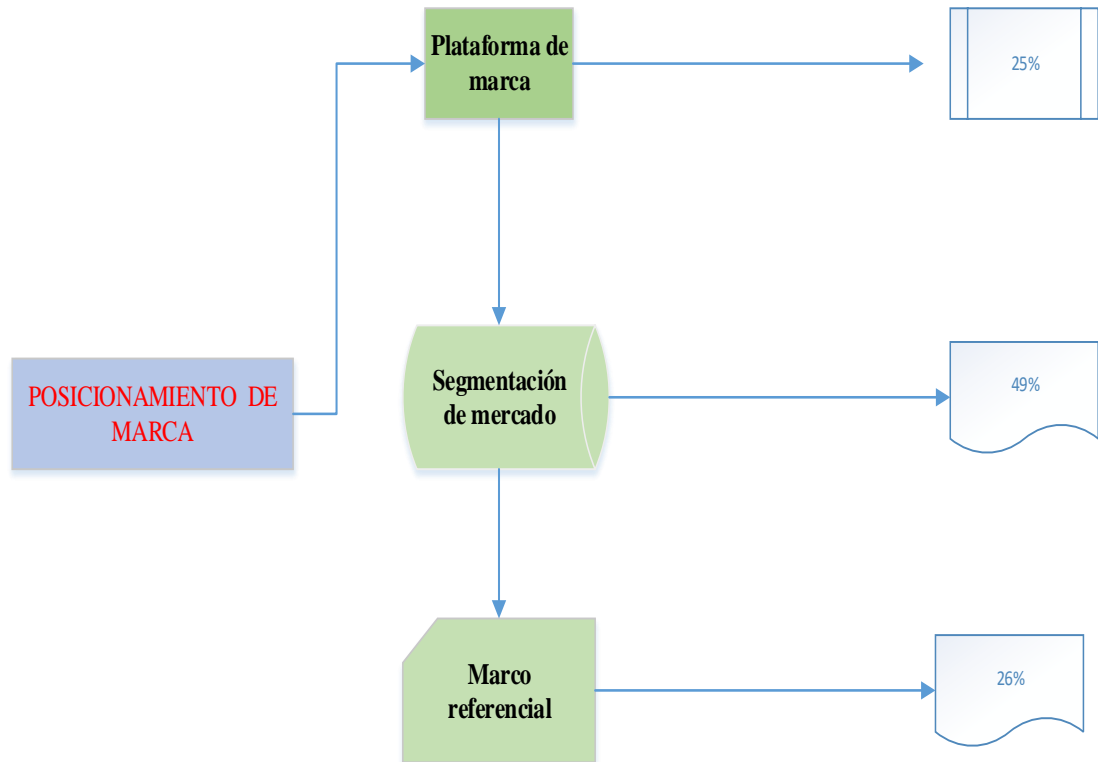 Plataforma de
marca
25%
POSICIONAMIENTO DE
MARCA
Segmentación
de mercado
49%
Marco
referencial
26%